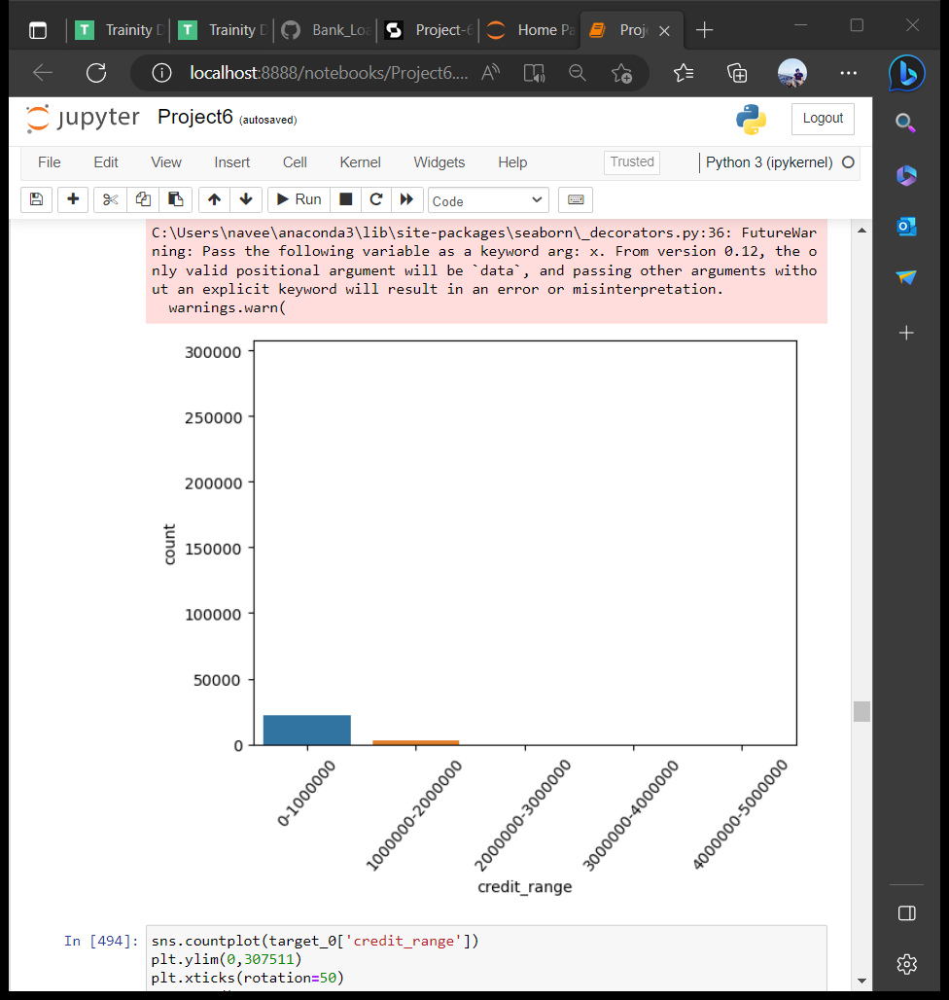 Trainity D
Trainity D
Bank_Loa
Project-6
Home Pa
Proj
localhost:8888/notebooks/Project6....
jupyter Project6 (autosaved)
Logout
File Edit View Insert Cell Kernel Widgets Help
Trusted
Python 3 (ipykernel)
Run
Code
C:\Users\navee\anaconda3\lib\site-packages\seaborn\_decorators.py:36: FutureWar
ning: Pass the following variable as a keyword arg: x. From version 0.12, the o
nly valid positional argument will be `data`, and passing other arguments witho
ut an explicit keyword will result in an error or misinterpretation.
warnings.warn(
300000
250000
200000
150000
100000
50000
0
count
0-1000000
1000000-2000000
2000000-3000000
3000000-4000000
4000000-5000000
credit_range
In [494]:
sns.countplot(target_0['credit_range'])
plt.ylim(0,307511)
plt.xticks(rotation=50)